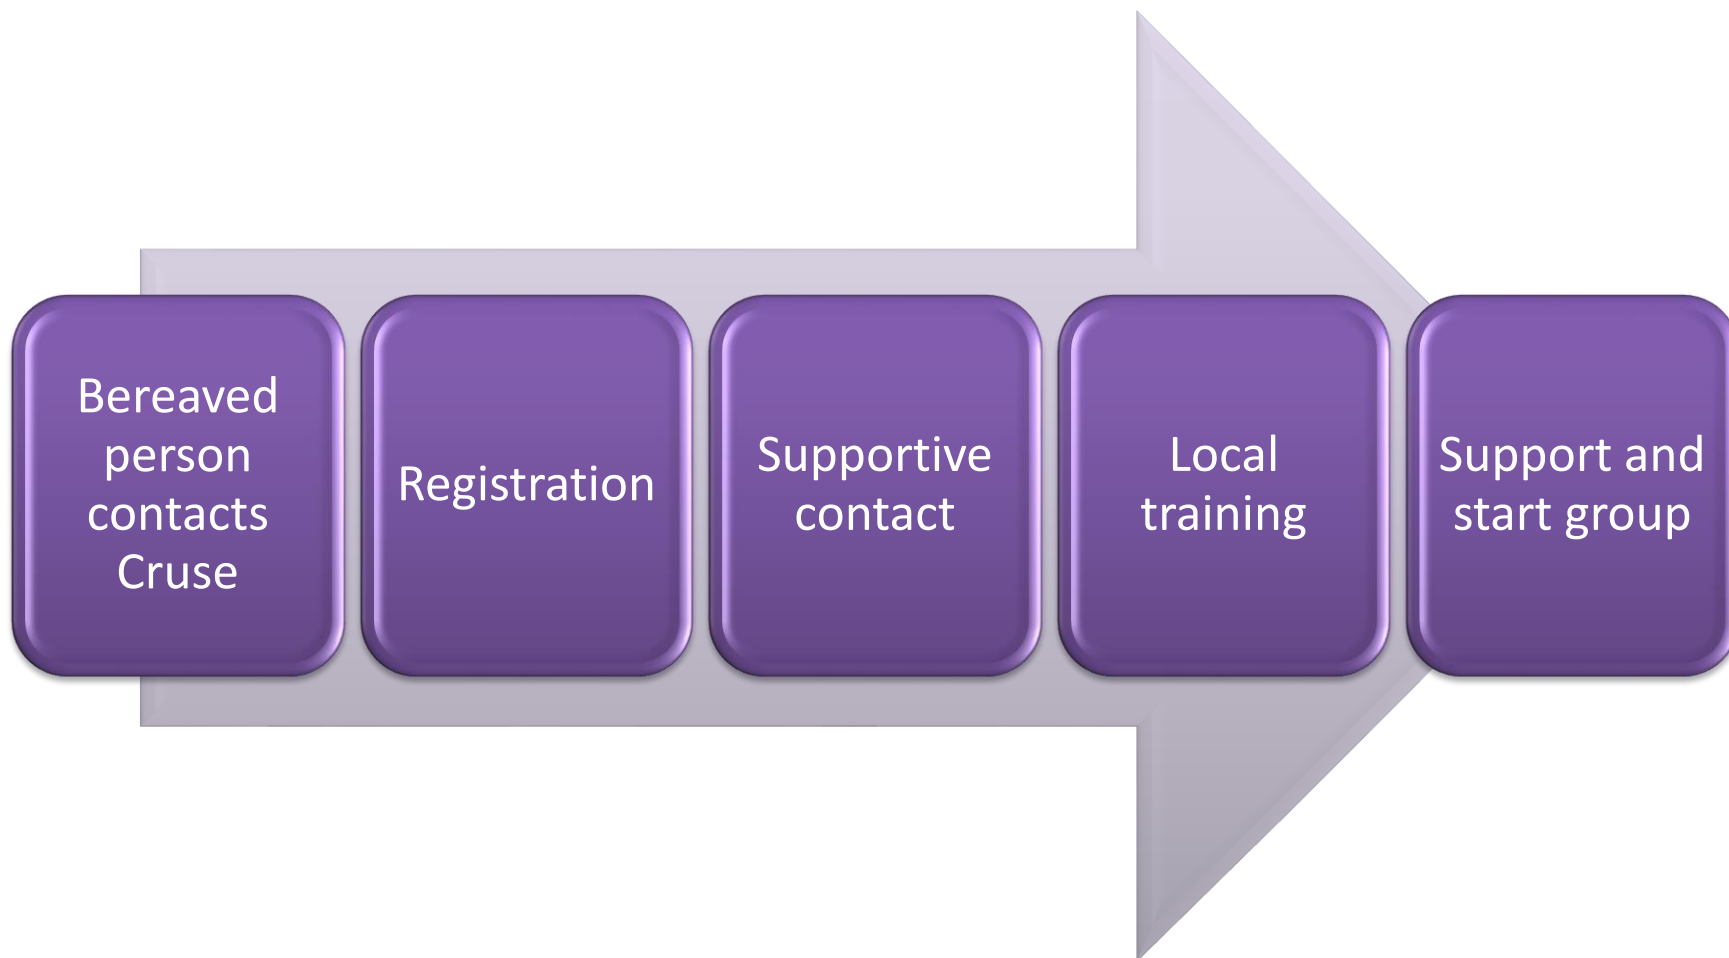 Bereaved
person
contacts
Cruse
Registration
Supportive
contact
Local
training
Support and
start group